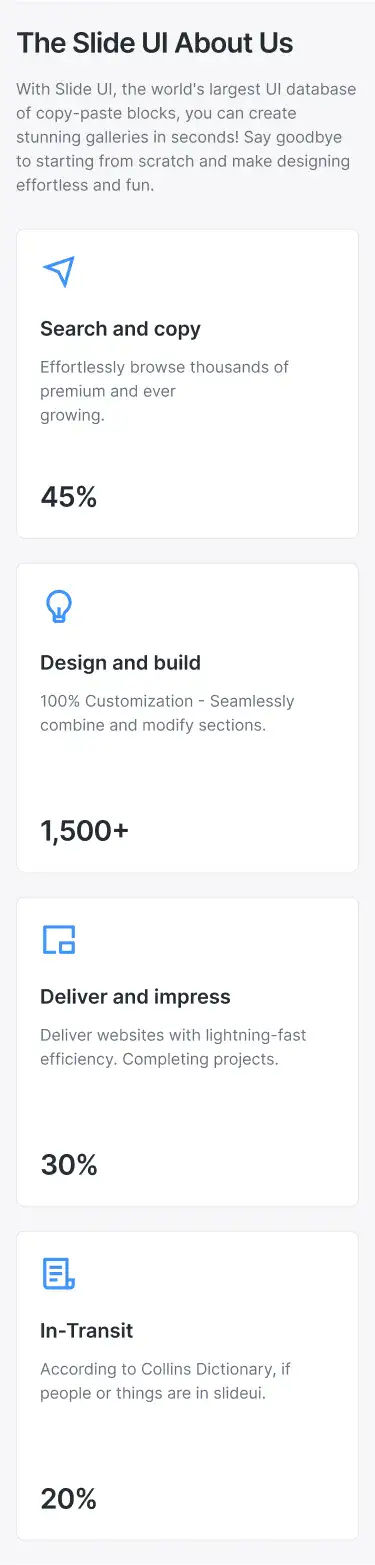 The Slide UI About Us
With Slide UI, the world's largest UI database
of copy-paste blocks, you can create
stunning galleries in seconds! Say goodbye
to starting from scratch and make designing
effortless and fun.
Search and copy
Effortlessly browse thousands of
premium and ever
growing.
45%
Design and build
100% Customization - Seamlessly
combine and modify sections.
1,500+
Deliver and impress
Deliver websites with lightning-fast
efficiency. Completing projects.
30%
In-Transit
According to Collins Dictionary, if
people or things are in slideui.
20%